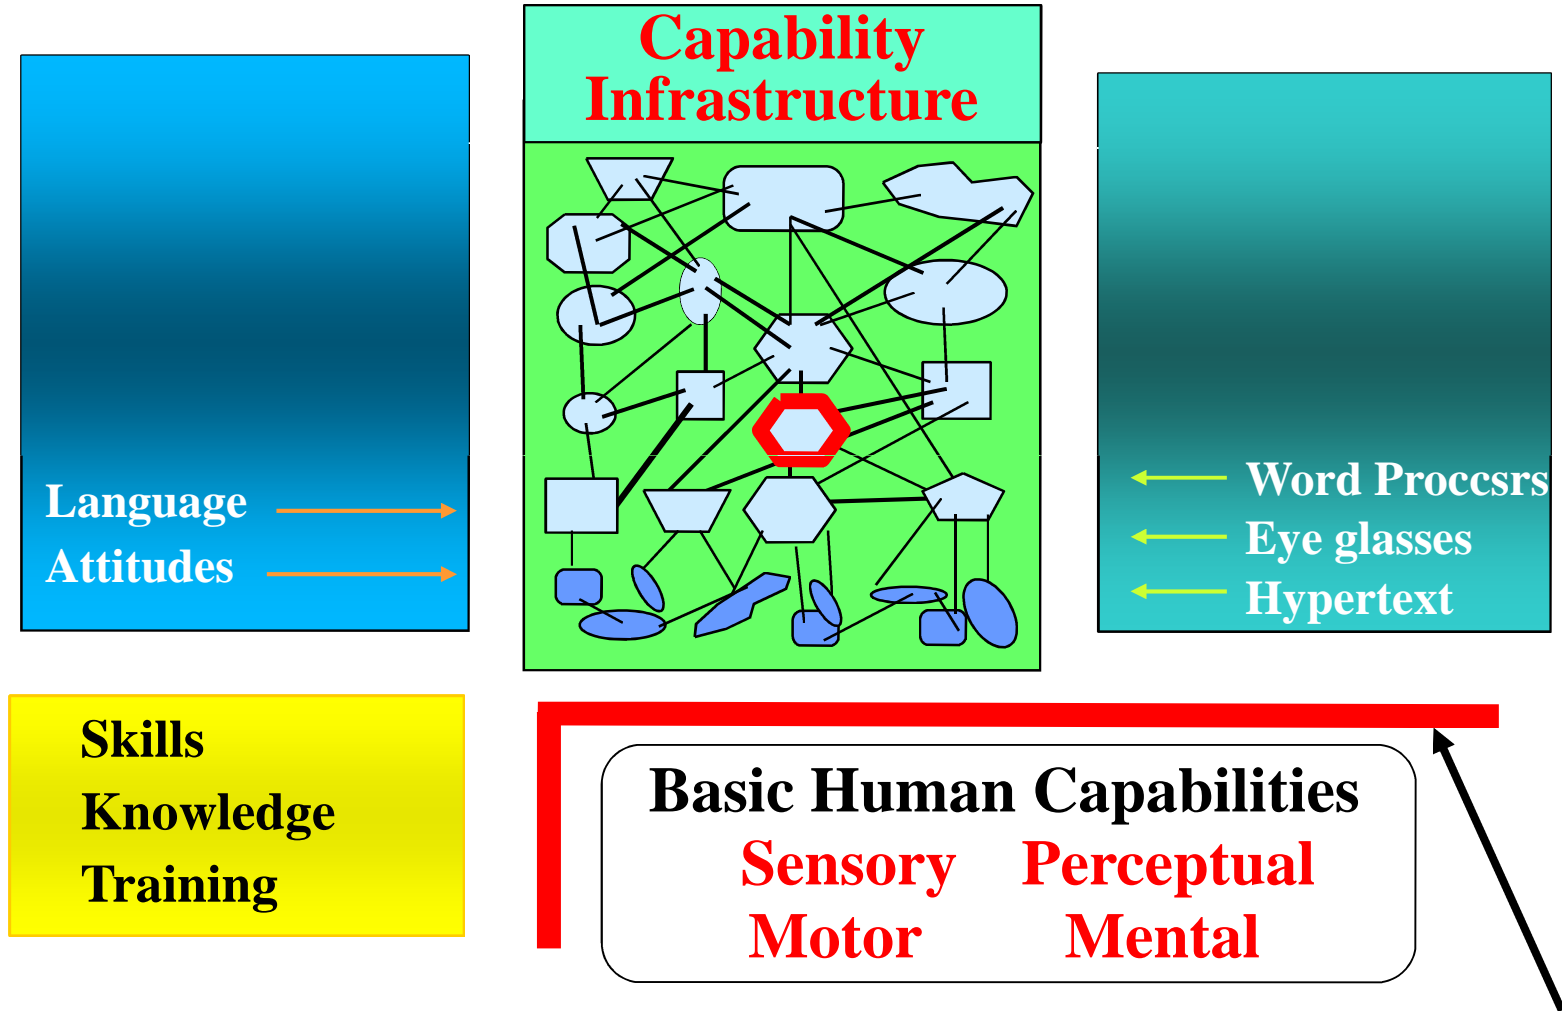 Capability
Infrastructure
Language
Attitudes
Word Proccsrs
Eye glasses
Hypertext
Skills
Knowledge
Training
Basic Human Capabilities
Sensory Perceptual
Motor Mental